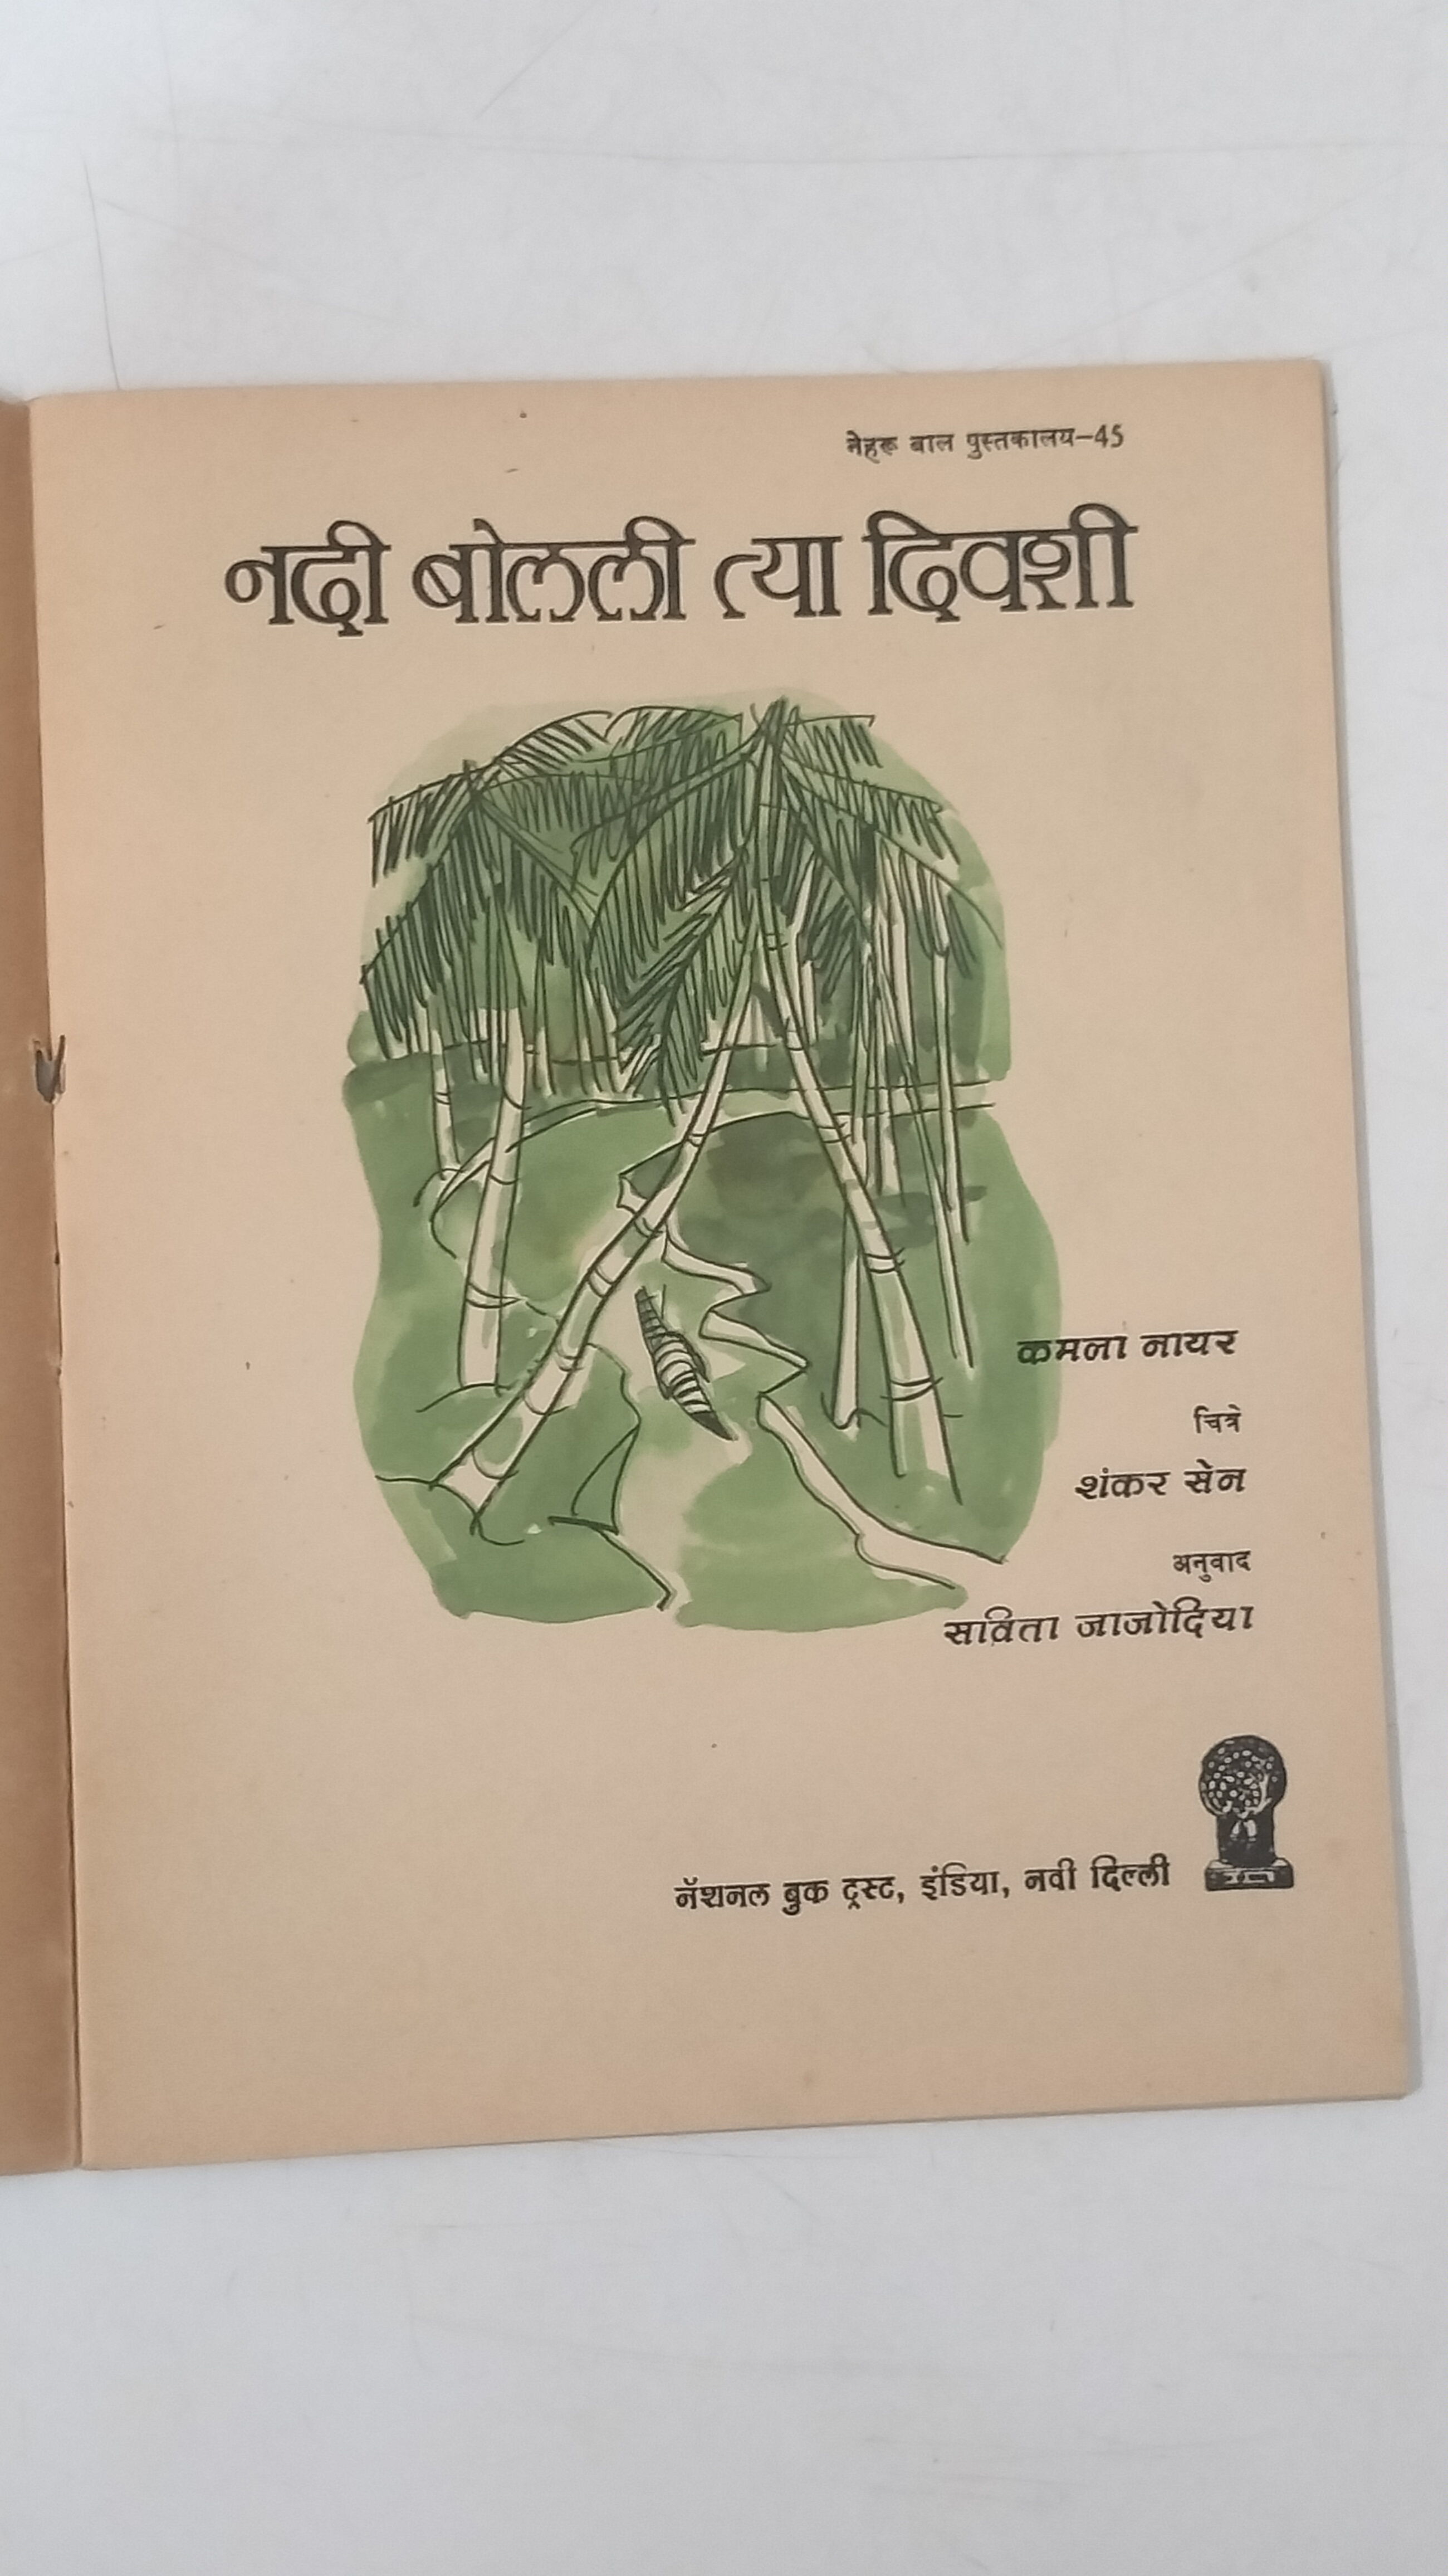 नेहरू बाल पुस्तकालय–45
नदी बोलली त्या दिवशी
कमला नायर
चित्रे
शंकर सेन
अनुवाद
सविता जाजोदिया
नॅशनल बुक ट्रस्ट, इंडिया, नवी दिल्ली